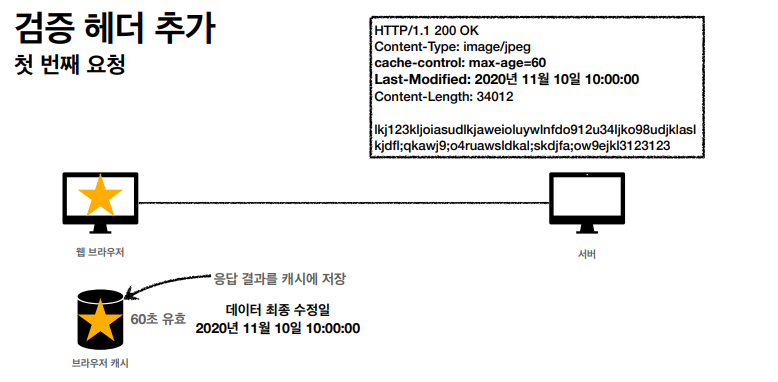 검증 헤더 추가
첫 번째 요청
HTTP/1.1 200 OK
Content-Type: image/jpeg
cache-control: max-age=60
Last-Modified: 2020년 11월 10일 10:00:00
Content-Length: 34012
lkj123kljoiasudlkjaweioluywlnfdo912u34ljko98udjklasl
kjdfl;qkawj9;o4ruawsldkal;skdjfa;ow9ejkl3123123
웹 브라우저
서버
응답 결과를 캐시에 저장
60초 유효
데이터 최종 수정일
2020년 11월 10일 10:00:00
브라우저 캐시